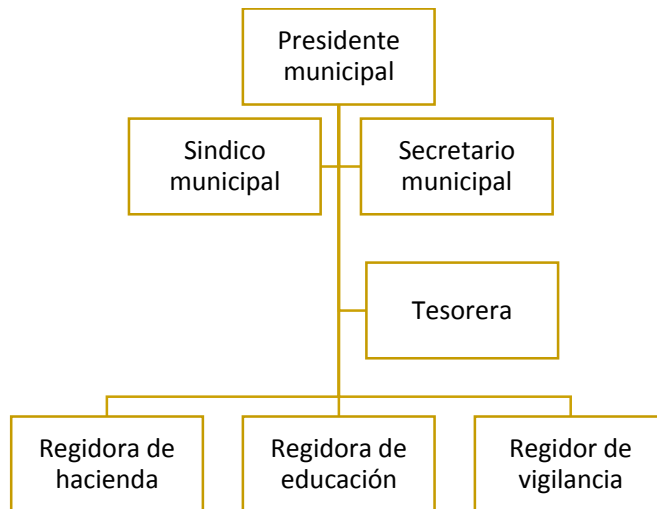 Presidente
municipal
Sindico
municipal
Secretario
municipal
Tesorera
Regidora de
hacienda
Regidora de
educación
Regidor de
vigilancia